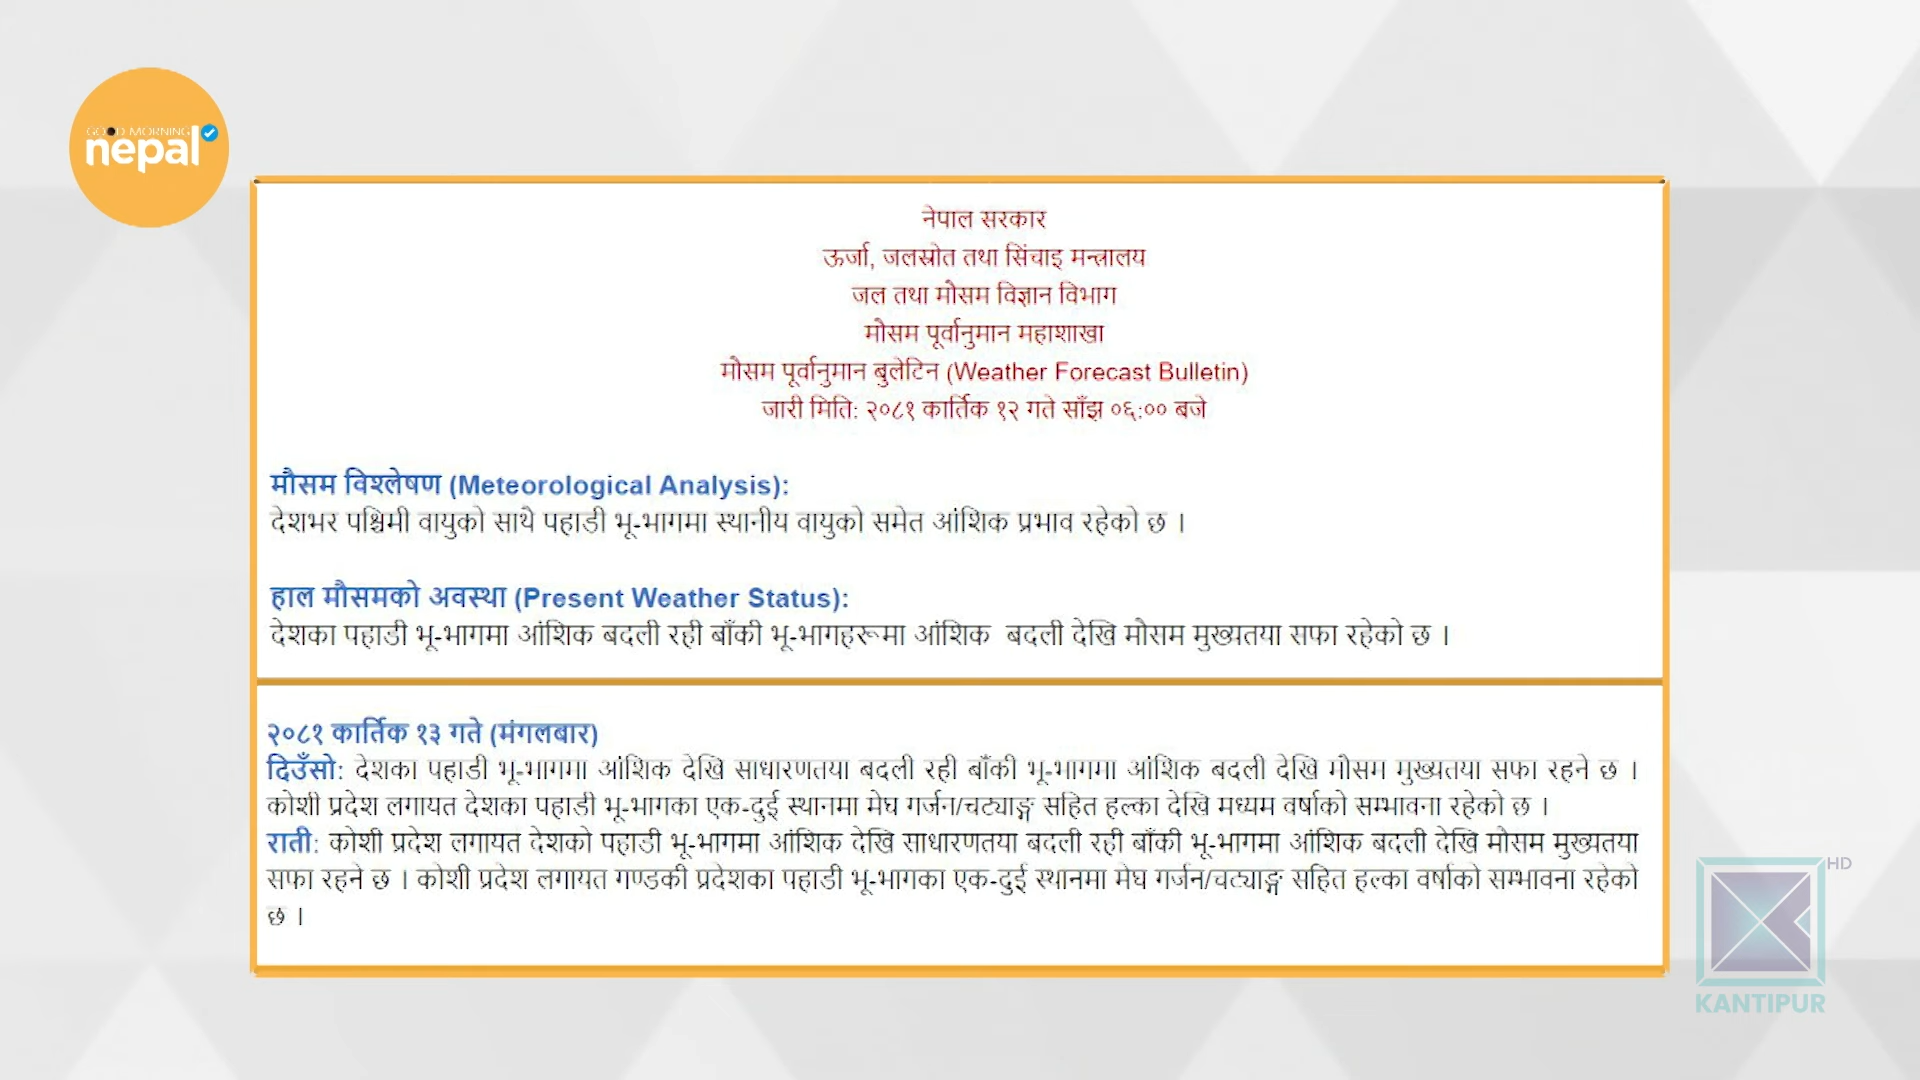 GOOD MORNING
nepal
नेपाल सरकार
ऊर्जा, जलस्रोत तथा सिंचाइ मन्त्रालय
जल तथा मौसम विज्ञान विभाग
मौसम पूर्वानुमान महाशाखा
मौसम पूर्वानुमान बुलेटिन (Weather Forecast Bulletin)
जारी मिति: २०८१ कार्तिक १२ गते साँझ ०६:०० बजे
मौसम विश्लेषण (Meteorological Analysis):
देशभर पश्चिमी वायुको साथै पहाडी भू-भागमा स्थानीय वायुको समेत आंशिक प्रभाव रहेको छ ।
हाल मौसमको अवस्था (Present Weather Status):
देशका पहाडी भू-भागमा आंशिक बदली रही बाँकी भू-भागहरूमा आंशिक बदली देखि मौसम मुख्यतया सफा रहेको छ ।
२०८१ कार्तिक १३ गते (मंगलबार)
दिउँसो: देशका पहाडी भू-भागमा आंशिक देखि साधारणतया बदली रही बाँकी भू-भागमा आंशिक बदली देखि मौसम मुख्यतया सफा रहने छ ।
कोशी प्रदेश लगायत देशका पहाडी भू-भागका एक-दुई स्थानमा मेघ गर्जन/चट्याङ्ग सहित हल्का देखि मध्यम वर्षाको सम्भावना रहेको छ ।
राती: कोशी प्रदेश लगायत देशको पहाडी भू-भागमा आंशिक देखि साधारणतया बदली रही बाँकी भू-भागमा आंशिक बदली देखि मौसम मुख्यतया
सफा रहने छ । कोशी प्रदेश लगायत गण्डकी प्रदेशका पहाडी भू-भागका एक-दुई स्थानमा मेघ गर्जन/चट्याङ्ग सहित हल्का वर्षाको सम्भावना रहेको
छ ।
HD
KANTIPUR